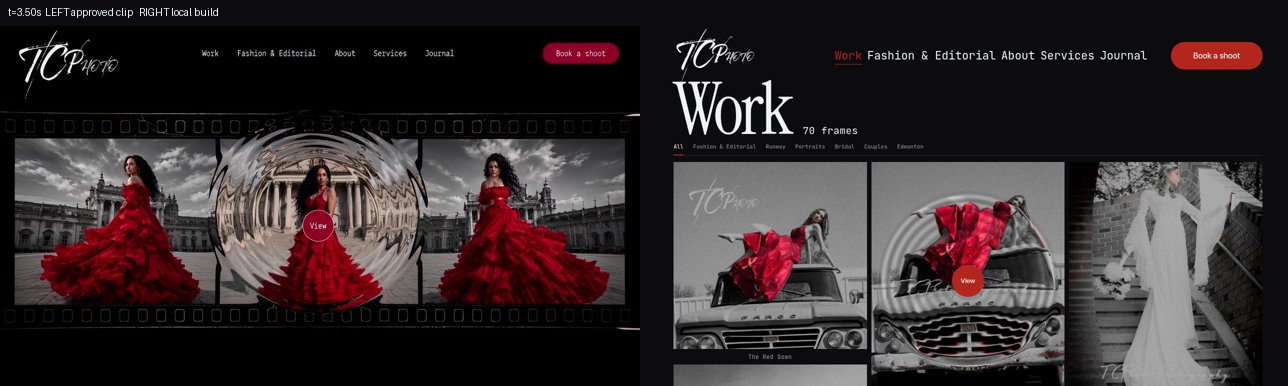 t=3.50s LEFT approved clip RIGHT local build
TCPHOTO
Work Fashion & Editorial About Services Journal
Book a shoot
View
TCPHOTO
Work Fashion & Editorial About Services Journal
Book a shoot
Work 70 frames
All Fashion & Editorial Runway Portraits Bridal Couples Edmonton
TCPHOTO
View
The Red Gown